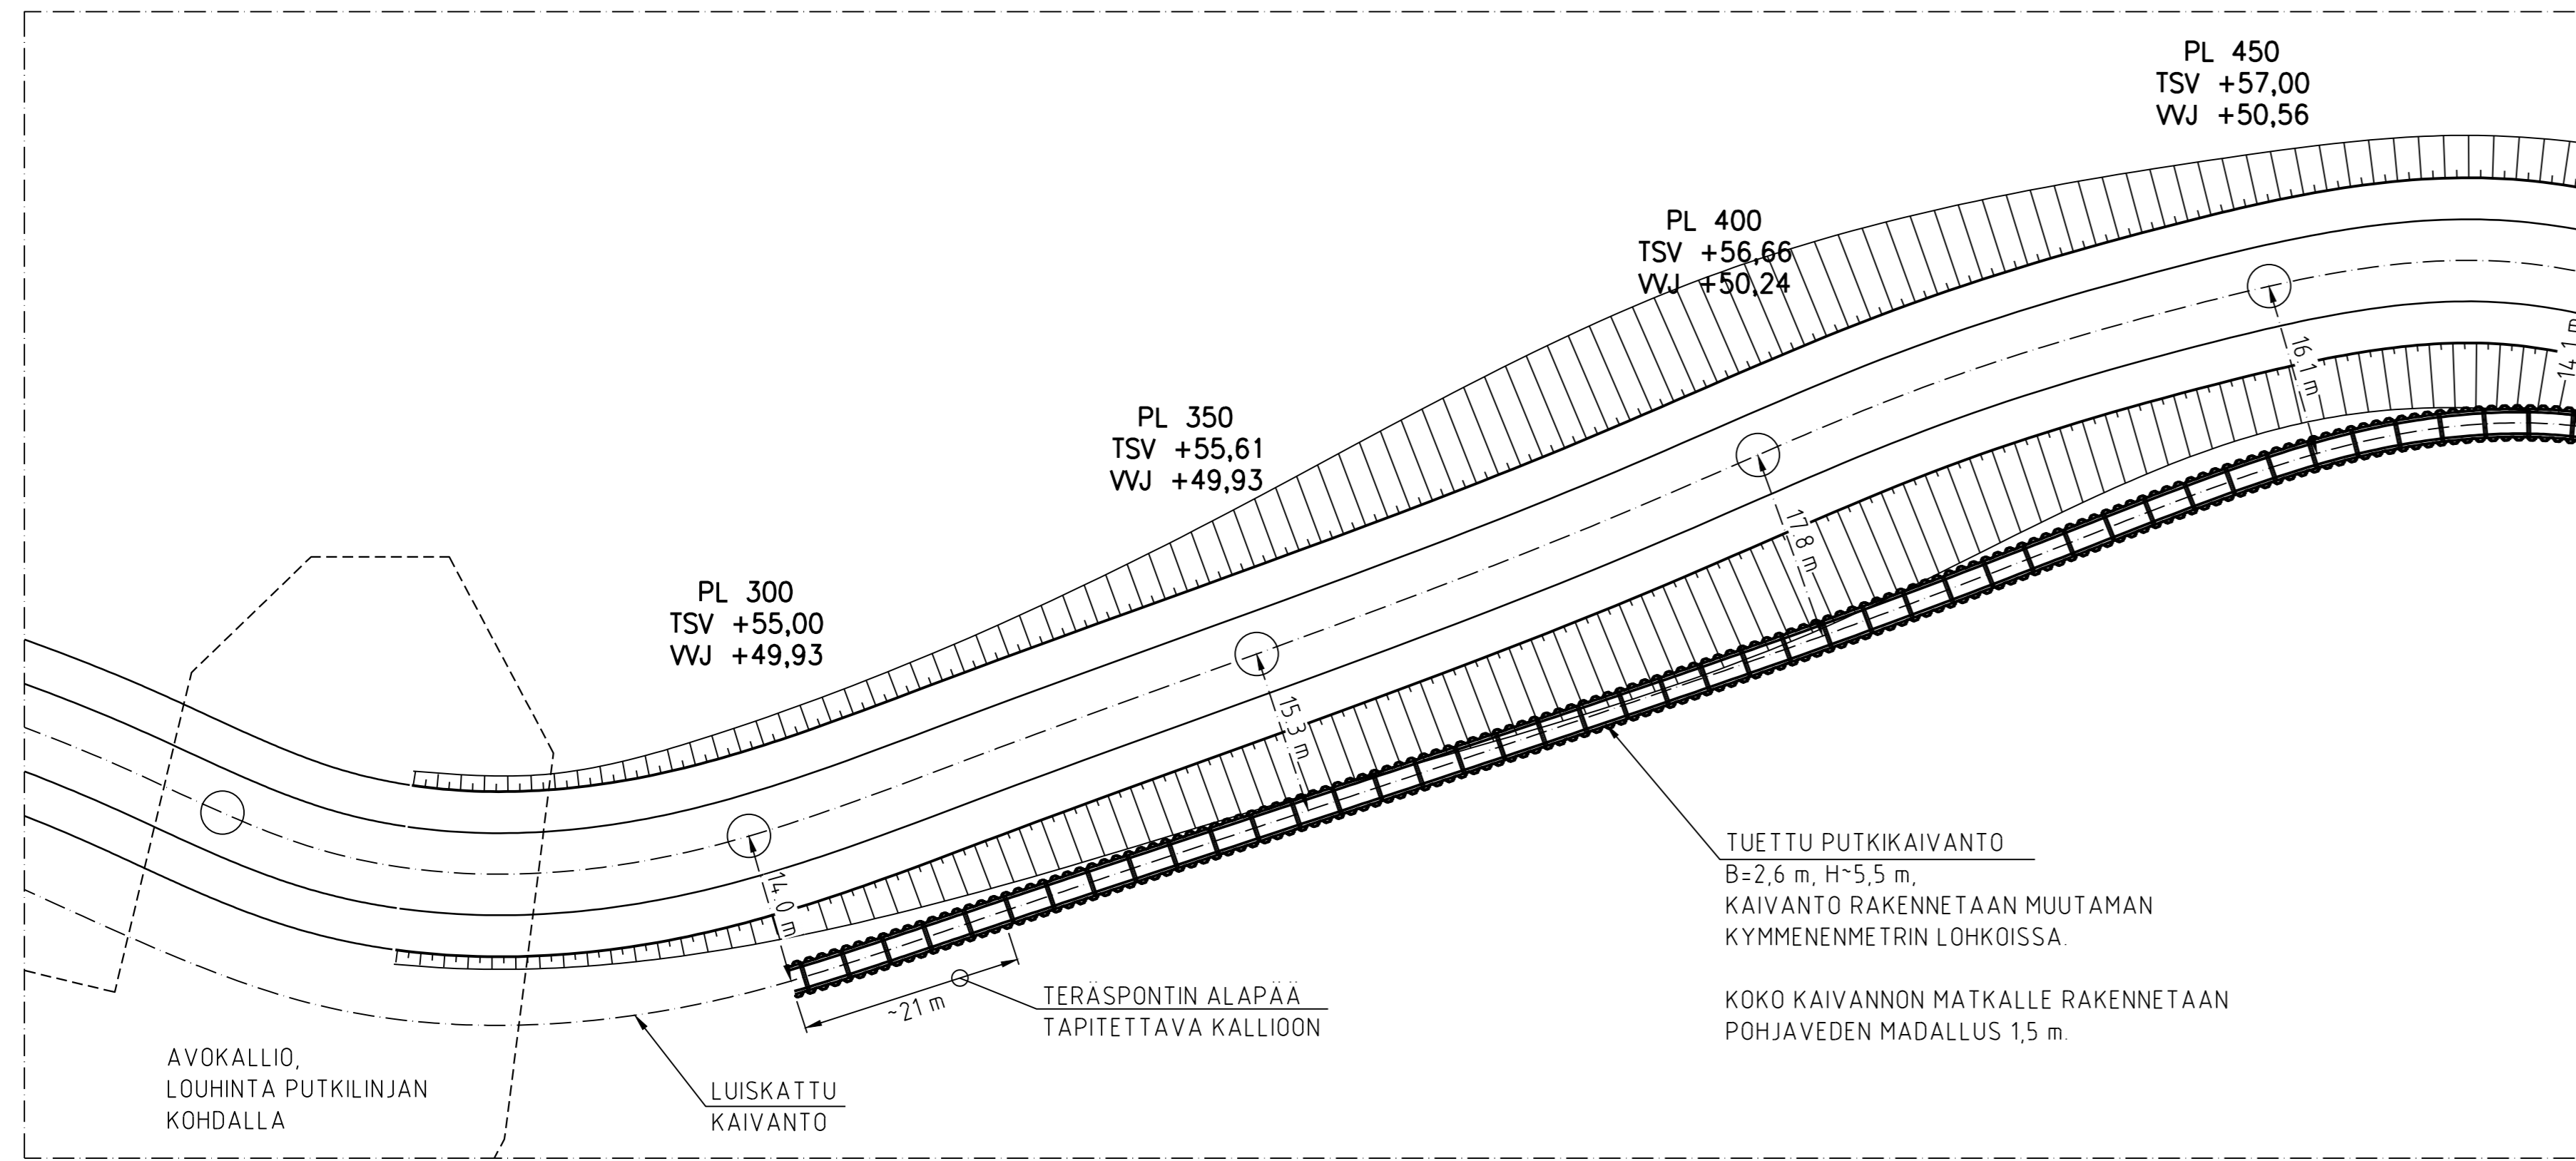 PL 450
TSV +57,00
VVJ +50,56
PL 400
TSV +56,66
VVJ +50,24
PL 350
TSV +55,61
VVJ +49,93
PL 300
TSV +55,00
VVJ +49,93
14,0 m
15,3 m
17,8 m
16,1 m
14,1 m
~21 m
TUETTU PUTKIKAIVANTO
B=2,6 m, H~5,5 m,
KAIVANTO RAKENNETAAN MUUTAMAN
KYMMENENMETRIN LOHKOISSA.
KOKO KAIVANNON MATKALLE RAKENNETAAN
POHJAVEDEN MADALLUS 1,5 m.
TERÄSPONTIN ALAPÄÄ
TAPITETTAVA KALLIOON
AVOKALLIO,
LOUHINTA PUTKILINJAN
KOHDALLA
LUISKATTU
KAIVANTO